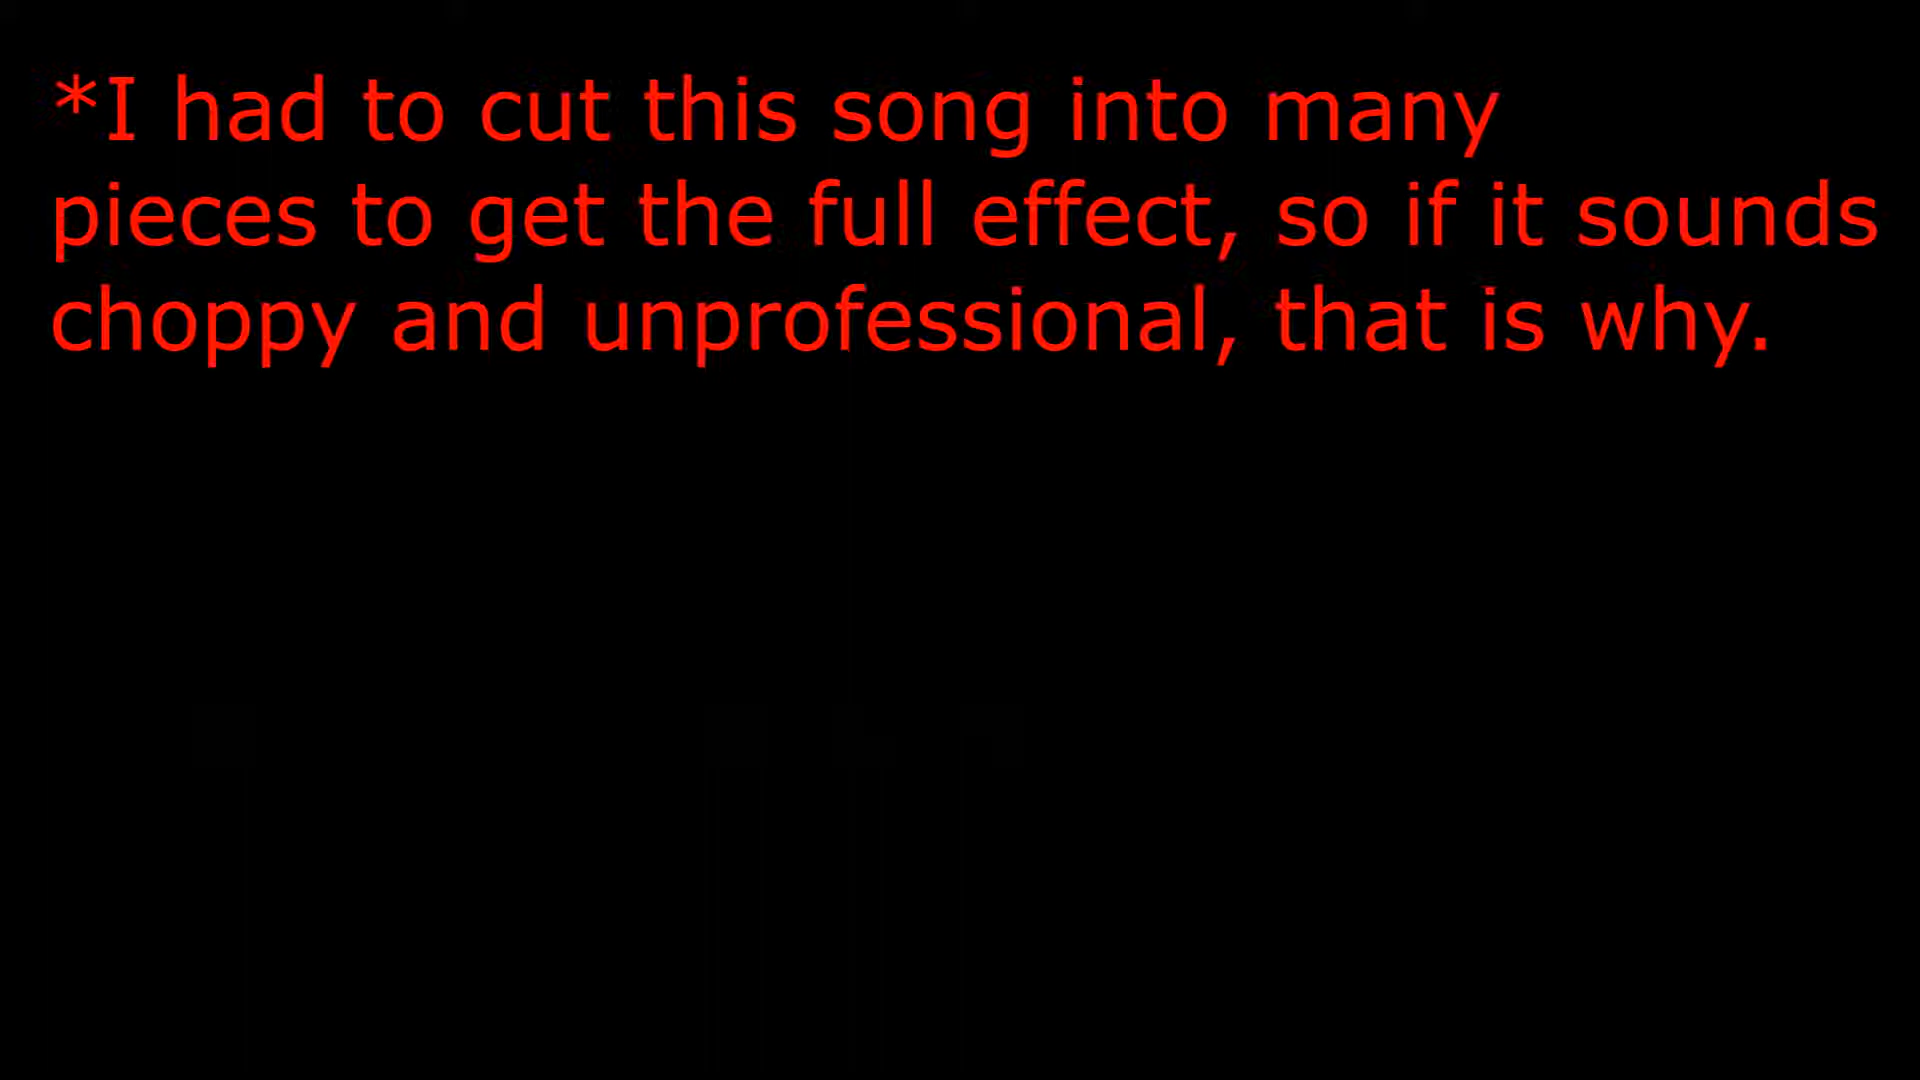 *I had to cut this song into many
pieces to get the full effect, so if it sounds
choppy and unprofessional, that is why.